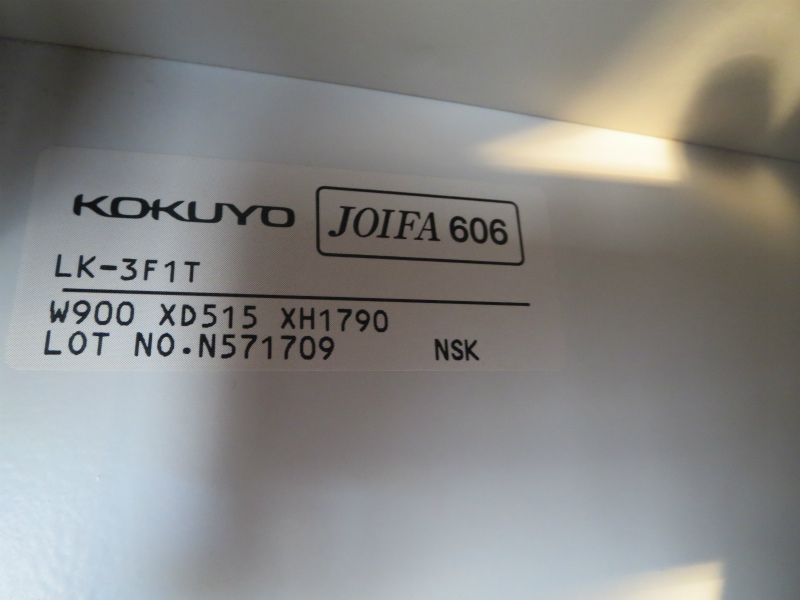 KOKUYO JOIFA 606
LK-3F1T
W900 XD515 XH1790
LOT NO.N571709 NSK